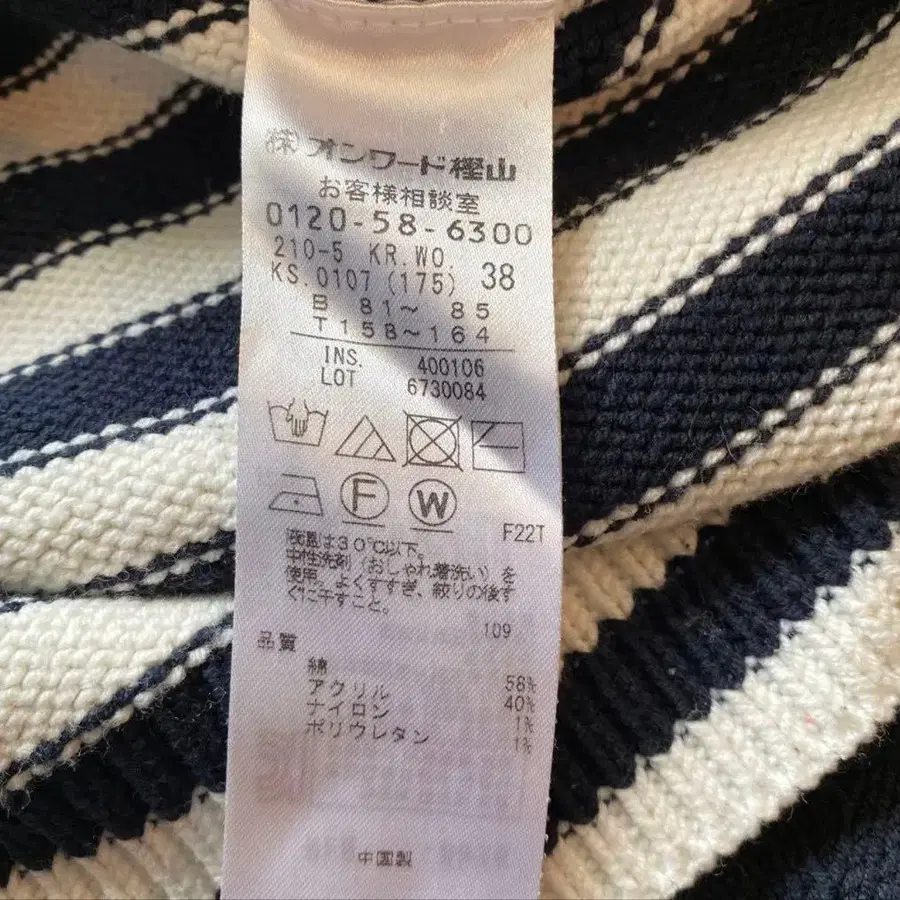 ㈱オンワード樫山
お客様相談室
0120-58-6300
210-5 KR.WO.
KS.0107(175) 38
B 81～ 85
T158～164
INS. 400106
LOT 6730084
F
W
F22T
液温は30℃以下。
中性洗剤（おしゃれ着洗い）を
使用。よくすすぎ、絞りの後す
ぐに干すこと。
109
品質
綿 58%
アクリル 40%
ナイロン 1%
ポリウレタン 1%
中国製